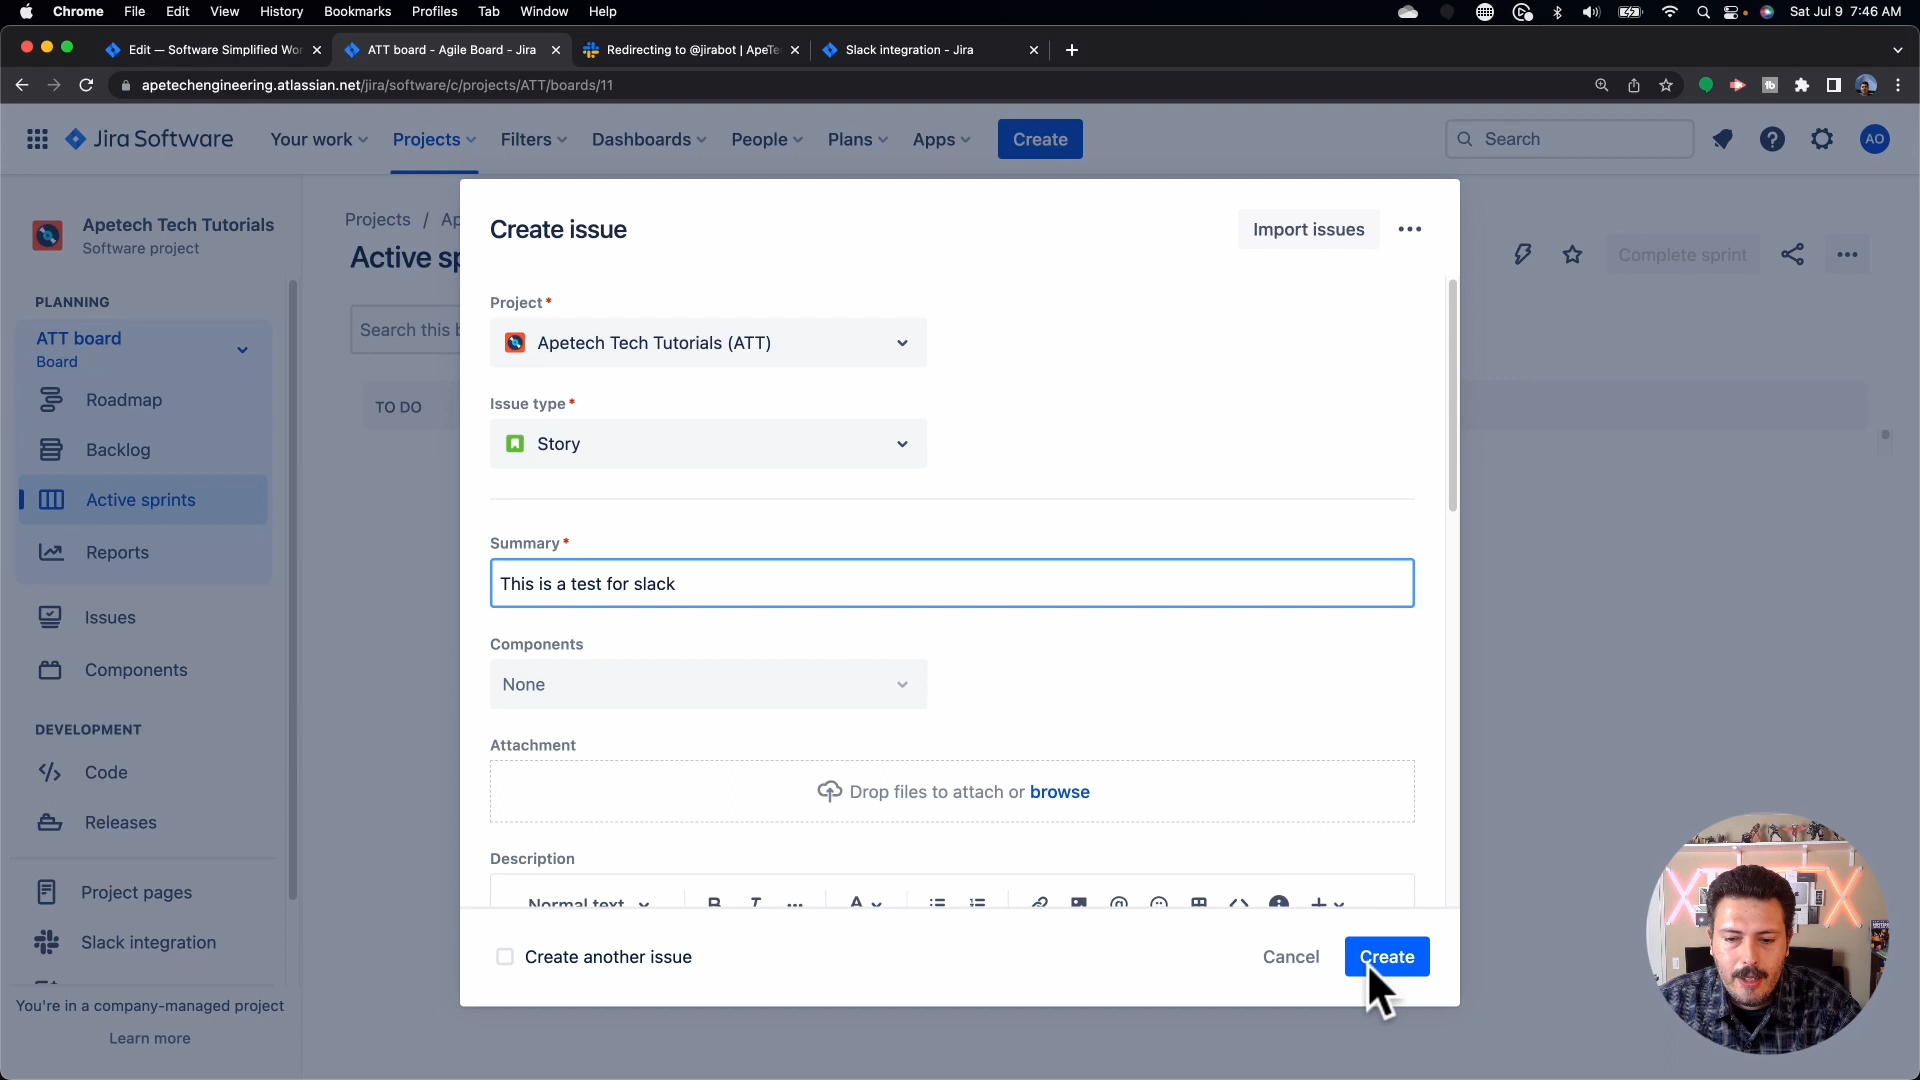 Chrome File Edit View History Bookmarks Profiles Tab Window Help Sat Jul 9 7:46 AM
Edit — Software Simplified Wor ATT board - Agile Board - Jira Redirecting to @jirabot | ApeTe Slack integration - Jira
apetechengineering.atlassian.net/jira/software/c/projects/ATT/boards/11
Jira Software Your work Projects Filters Dashboards People Plans Apps Create Search AO
Apetech Tech Tutorials
Software project
PLANNING
ATT board
Board
Roadmap
Backlog
Active sprints
Reports
Issues
Components
DEVELOPMENT
Code
Releases
Project pages
Slack integration
You're in a company-managed project
Learn more
Projects / Ap
Active sp
Complete sprint
Search this b
TO DO
Create issue
Import issues
Project*
Apetech Tech Tutorials (ATT)
Issue type*
Story
Summary*
This is a test for slack
Components
None
Attachment
Drop files to attach or browse
Description
Normal text
Create another issue
Cancel Create